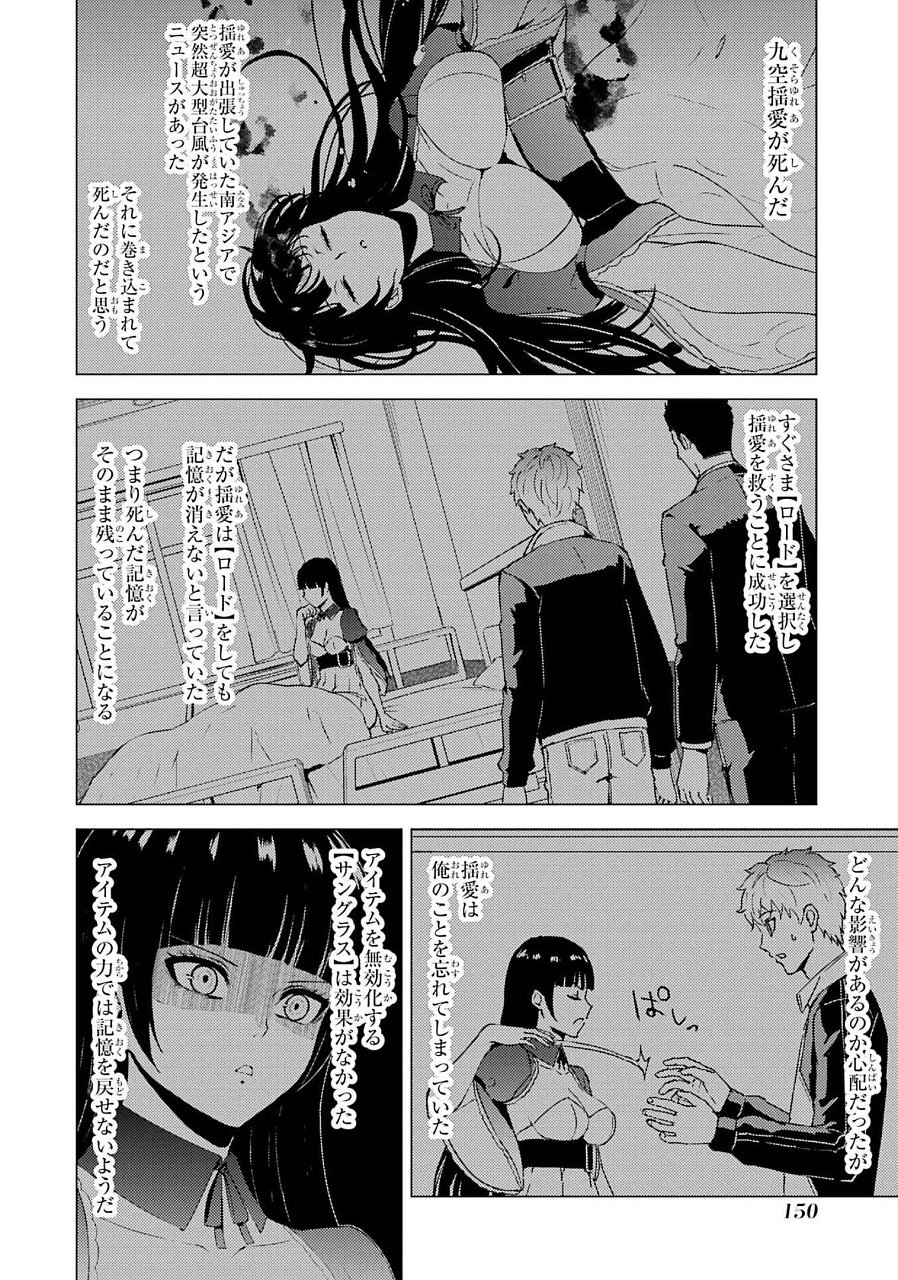 九空揺愛が死んだ
揺愛が出張していた南アジアで
突然超大型台風が発生したという
ニュースがあった
それに巻き込まれて
死んだのだと思う
すぐさま【ロード】を選択し
揺愛を救うことに成功した
だが揺愛は【ロード】をしても
記憶が消えないと言っていた
つまり死んだ記憶が
そのまま残っていることになる
どんな影響があるのか心配だったが
ぱしっ
揺愛は
俺のことを忘れてしまっていた
アイテムを無効化する
【サングラス】は効果がなかった
アイテムの力では記憶を戻せないようだ
150